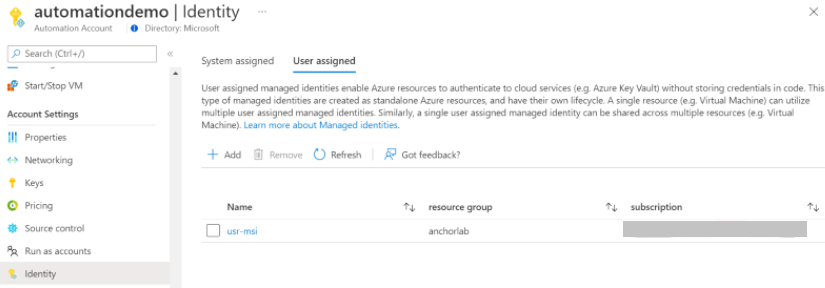 automationdemo | Identity ...
Automation Account Directory: Microsoft
Search (Ctrl+/)
Start/Stop VM
Account Settings
Properties
Networking
Keys
Pricing
Source control
Run as accounts
Identity
System assigned User assigned
User assigned managed identities enable Azure resources to authenticate to cloud services (e.g. Azure Key Vault) without storing credentials in code. This
type of managed identities are created as standalone Azure resources, and have their own lifecycle. A single resource (e.g. Virtual Machine) can utilize
multiple user assigned managed identities. Similarly, a single user assigned managed identity can be shared across multiple resources (e.g. Virtual
Machine). Learn more about Managed identities.
Add Remove Refresh Got feedback?
Name resource group subscription
usr-msi anchorlab